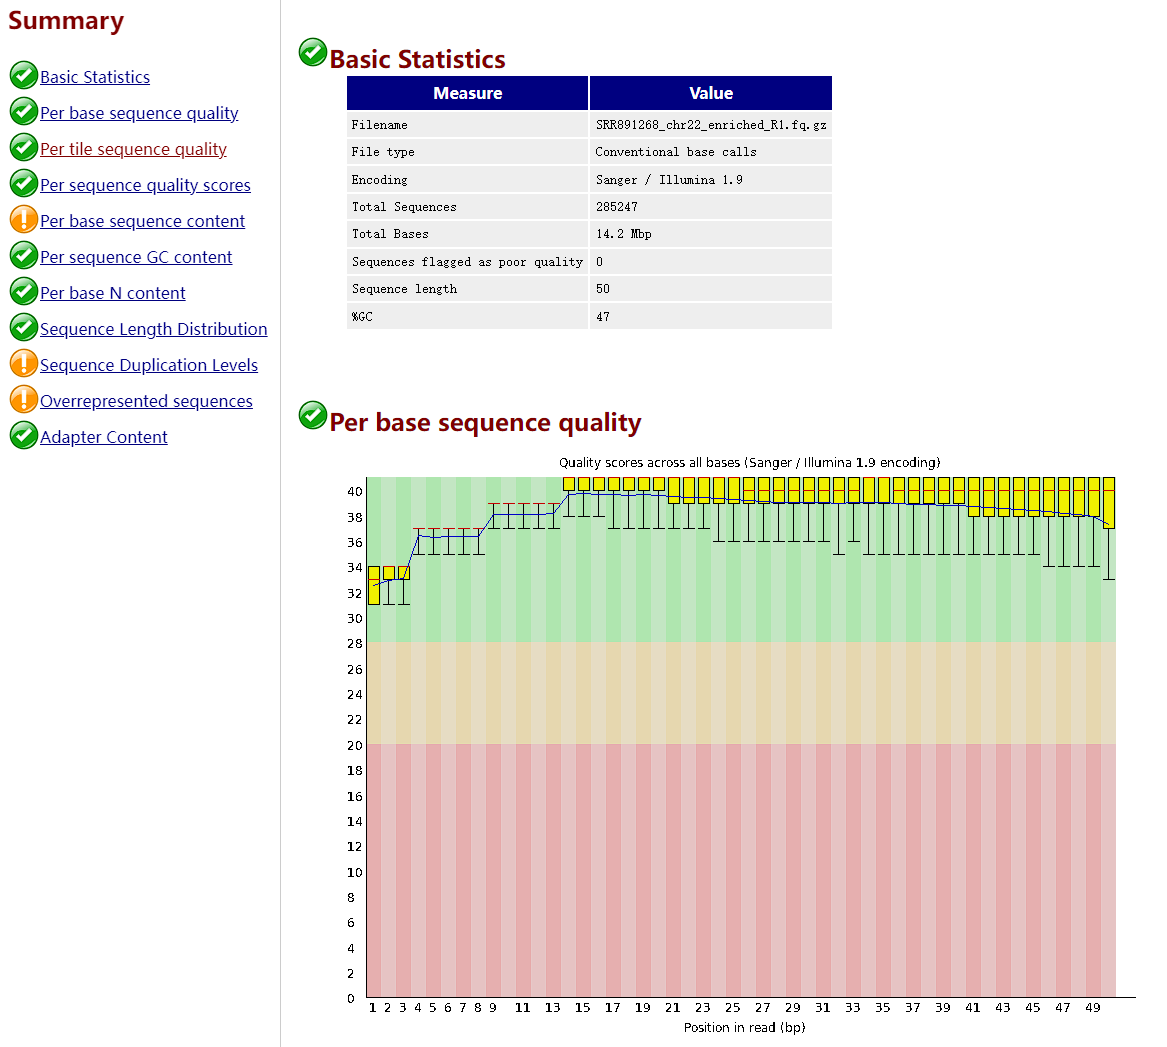 Summary
Basic Statistics
Per base sequence quality
Per tile sequence quality
Per sequence quality scores
Per base sequence content
Per sequence GC content
Per base N content
Sequence Length Distribution
Sequence Duplication Levels
Overrepresented sequences
Adapter Content
Basic Statistics
Measure Value
Filename SRR891268_chr22_enriched_R1.fq.gz
File type Conventional base calls
Encoding Sanger / Illumina 1.9
Total Sequences 285247
Total Bases 14.2 Mbp
Sequences flagged as poor quality 0
Sequence length 50
%GC 47
Per base sequence quality
Quality scores across all bases (Sanger / Illumina 1.9 encoding)
40
38
36
34
32
30
28
26
24
22
20
18
16
14
12
10
8
6
4
2
0
1 2 3 4 5 6 7 8 9 11 13 15 17 19 21 23 25 27 29 31 33 35 37 39 41 43 45 47 49
Position in read (bp)